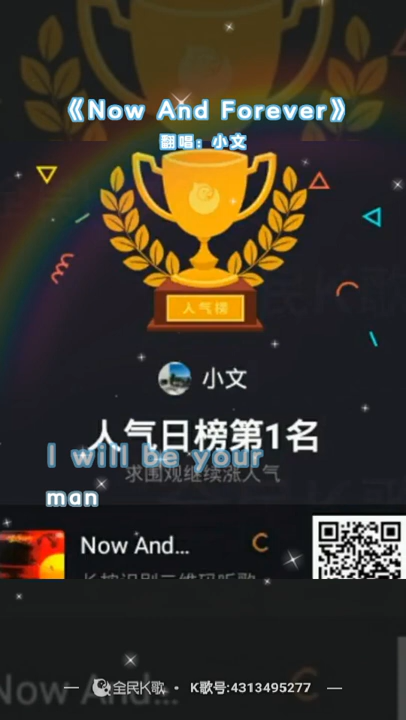 《Now And Forever》
翻唱：小文
人气榜
小文
人气日榜第1名
I will be your
man
求围观继续涨人气
Now And...
长按识别二维码听歌
Now And...
全民K歌 · K歌号:4313495277